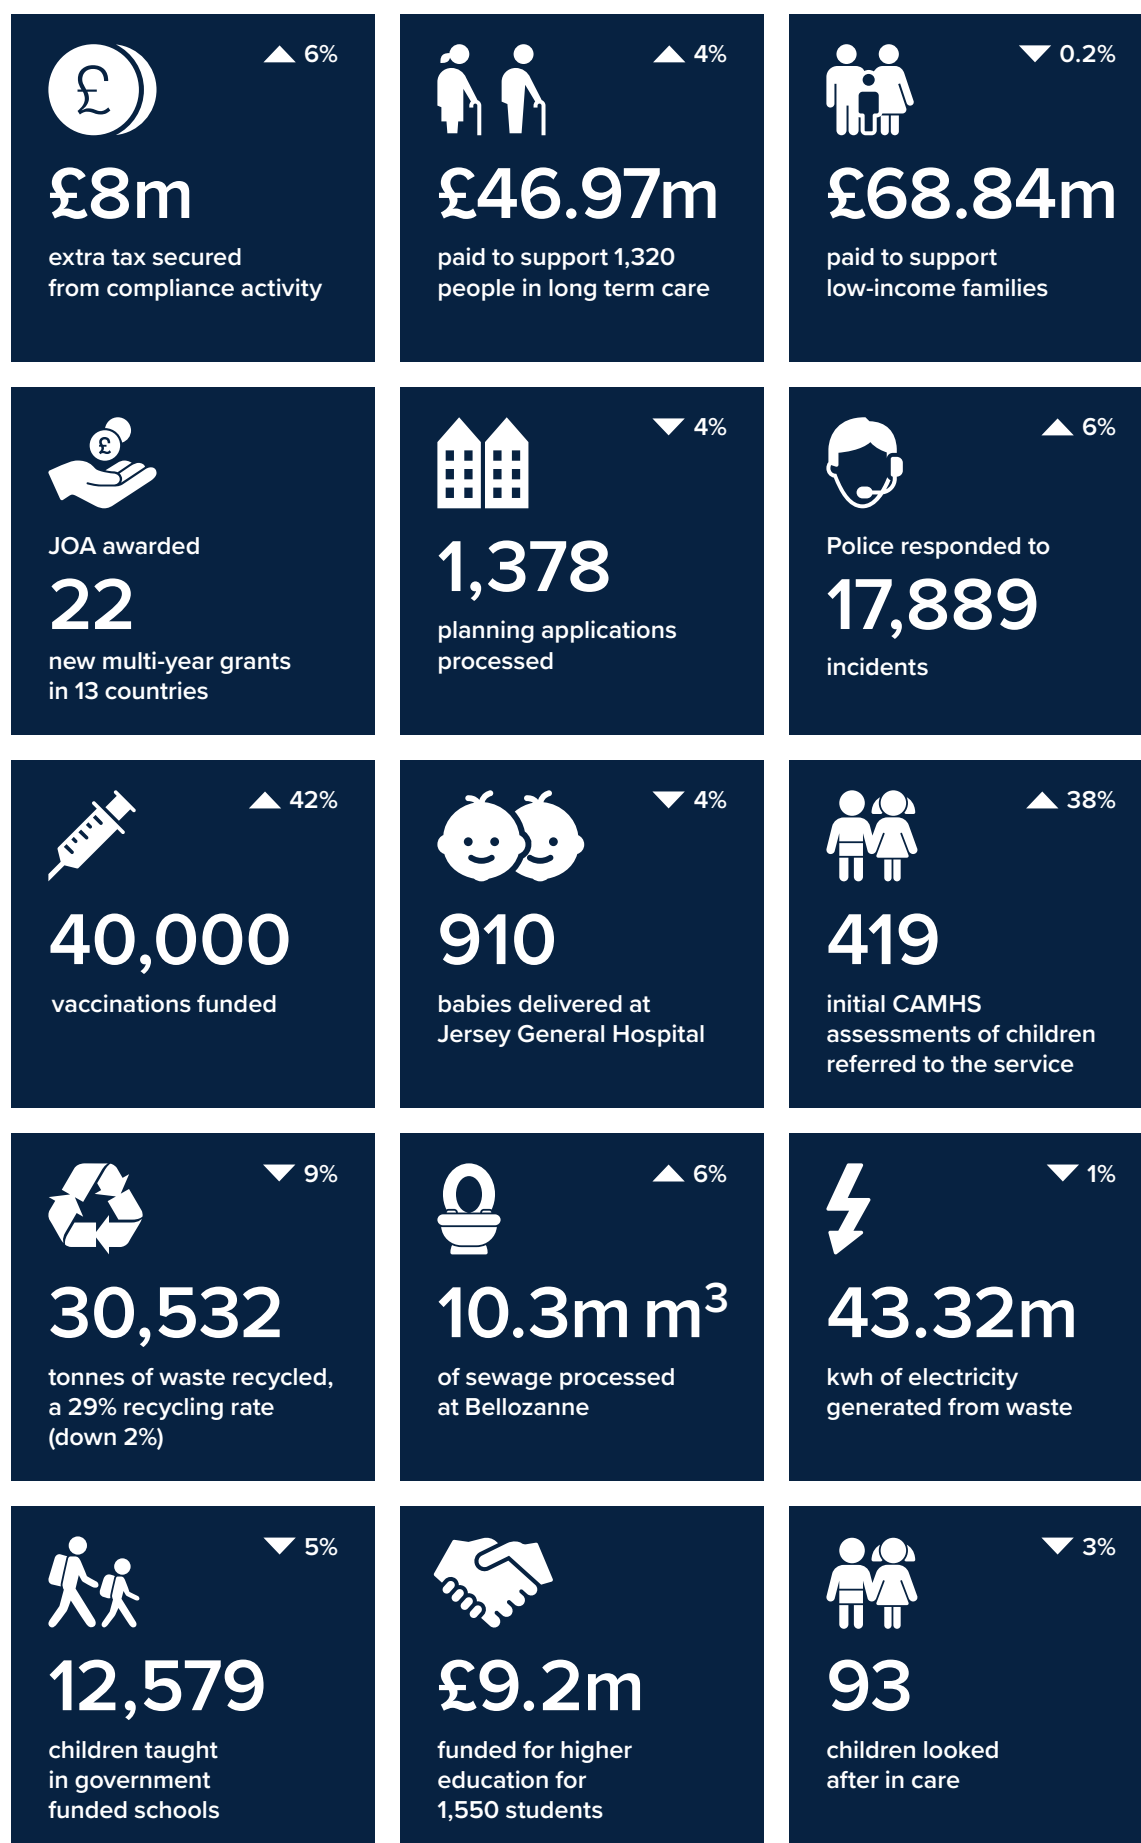 ▲ 6%
£
£8m
extra tax secured
from compliance activity
▲ 4%
£46.97m
paid to support 1,320
people in long term care
▼ 0.2%
£68.84m
paid to support
low-income families
£
JOA awarded
22
new multi-year grants
in 13 countries
▼ 4%
1,378
planning applications
processed
▲ 6%
Police responded to
17,889
incidents
▲ 42%
40,000
vaccinations funded
▼ 4%
910
babies delivered at
Jersey General Hospital
▲ 38%
419
initial CAMHS
assessments of children
referred to the service
▼ 9%
30,532
tonnes of waste recycled,
a 29% recycling rate
(down 2%)
▲ 6%
10.3m m³
of sewage processed
at Bellozanne
▼ 1%
43.32m
kwh of electricity
generated from waste
▼ 5%
12,579
children taught
in government
funded schools
£9.2m
funded for higher
education for
1,550 students
▼ 3%
93
children looked
after in care